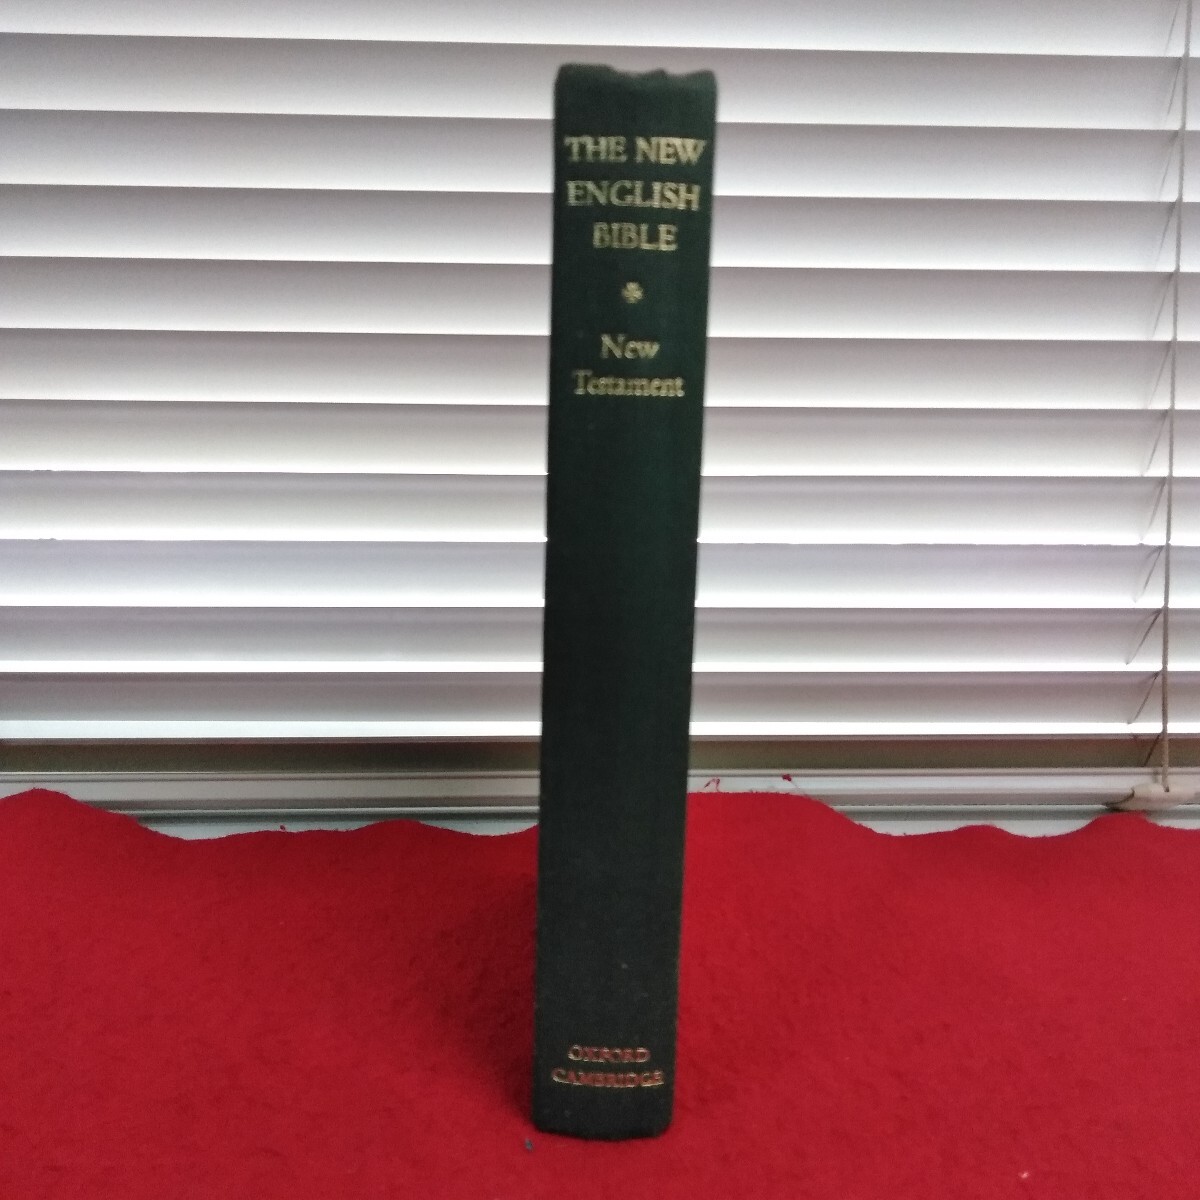 THE NEW
ENGLISH
BIBLE
New
Testament
OXFORD
CAMBRIDGE